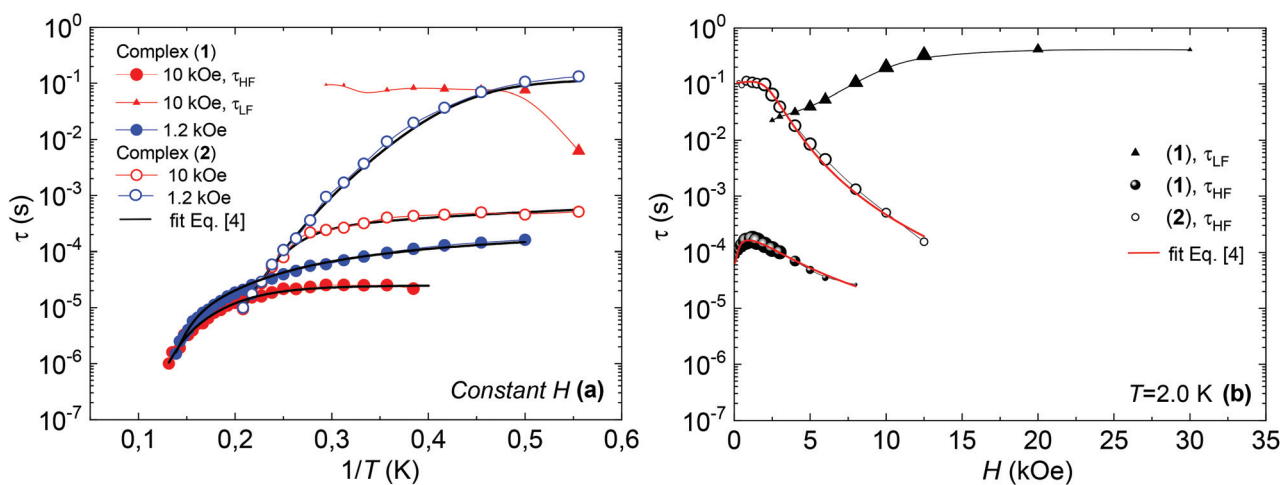 10⁰
10⁻¹
10⁻²
10⁻³
10⁻⁴
10⁻⁵
10⁻⁶
10⁻⁷
τ (s)
Complex (1)
10 kOe, τHF
10 kOe, τLF
1.2 kOe
Complex (2)
10 kOe
1.2 kOe
fit Eq. [4]
Constant H (a)
0,1 0,2 0,3 0,4 0,5 0,6
1/T (K)
10⁰
10⁻¹
10⁻²
10⁻³
10⁻⁴
10⁻⁵
10⁻⁶
10⁻⁷
τ (s)
(1), τLF
(1), τHF
(2), τHF
fit Eq. [4]
T=2.0 K (b)
0 5 10 15 20 25 30 35
H (kOe)